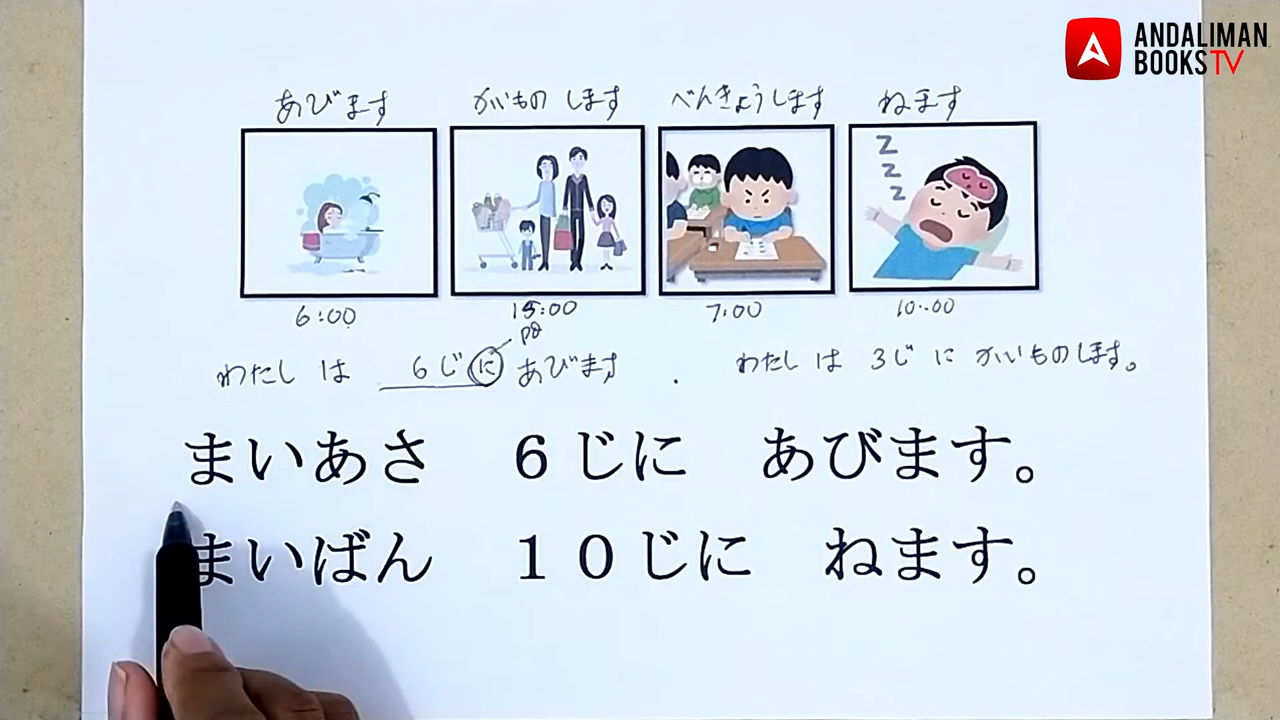 ANDALIMAN
BOOKSTV
あびます かいもの します べんきょうします ねます
Z
Z
Z
6:00 15:00 7:00 10:00
わたし は 6じに あびます . わたし は 3じ に かいものします。
まいあさ 6じに あびます。
まいばん 10じに ねます。